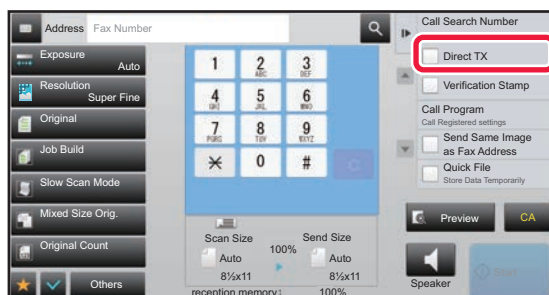 Address Fax Number
Exposure
Auto
Resolution
Super Fine
Original
Job Build
Slow Scan Mode
Mixed Size Orig.
Original Count
Others
1 2 3
ABC DEF
4 5 6
GHI JKL MNO
7 8 9
PQRS TUV WXYZ
0 #
C
Scan Size 100% Send Size
Auto Auto
8½x11 8½x11
reception memory: 100%
Call Search Number
Direct TX
Verification Stamp
Call Program
Call Registered settings
Send Same Image
as Fax Address
Quick File
Store Data Temporarily
Preview CA
Speaker
Start